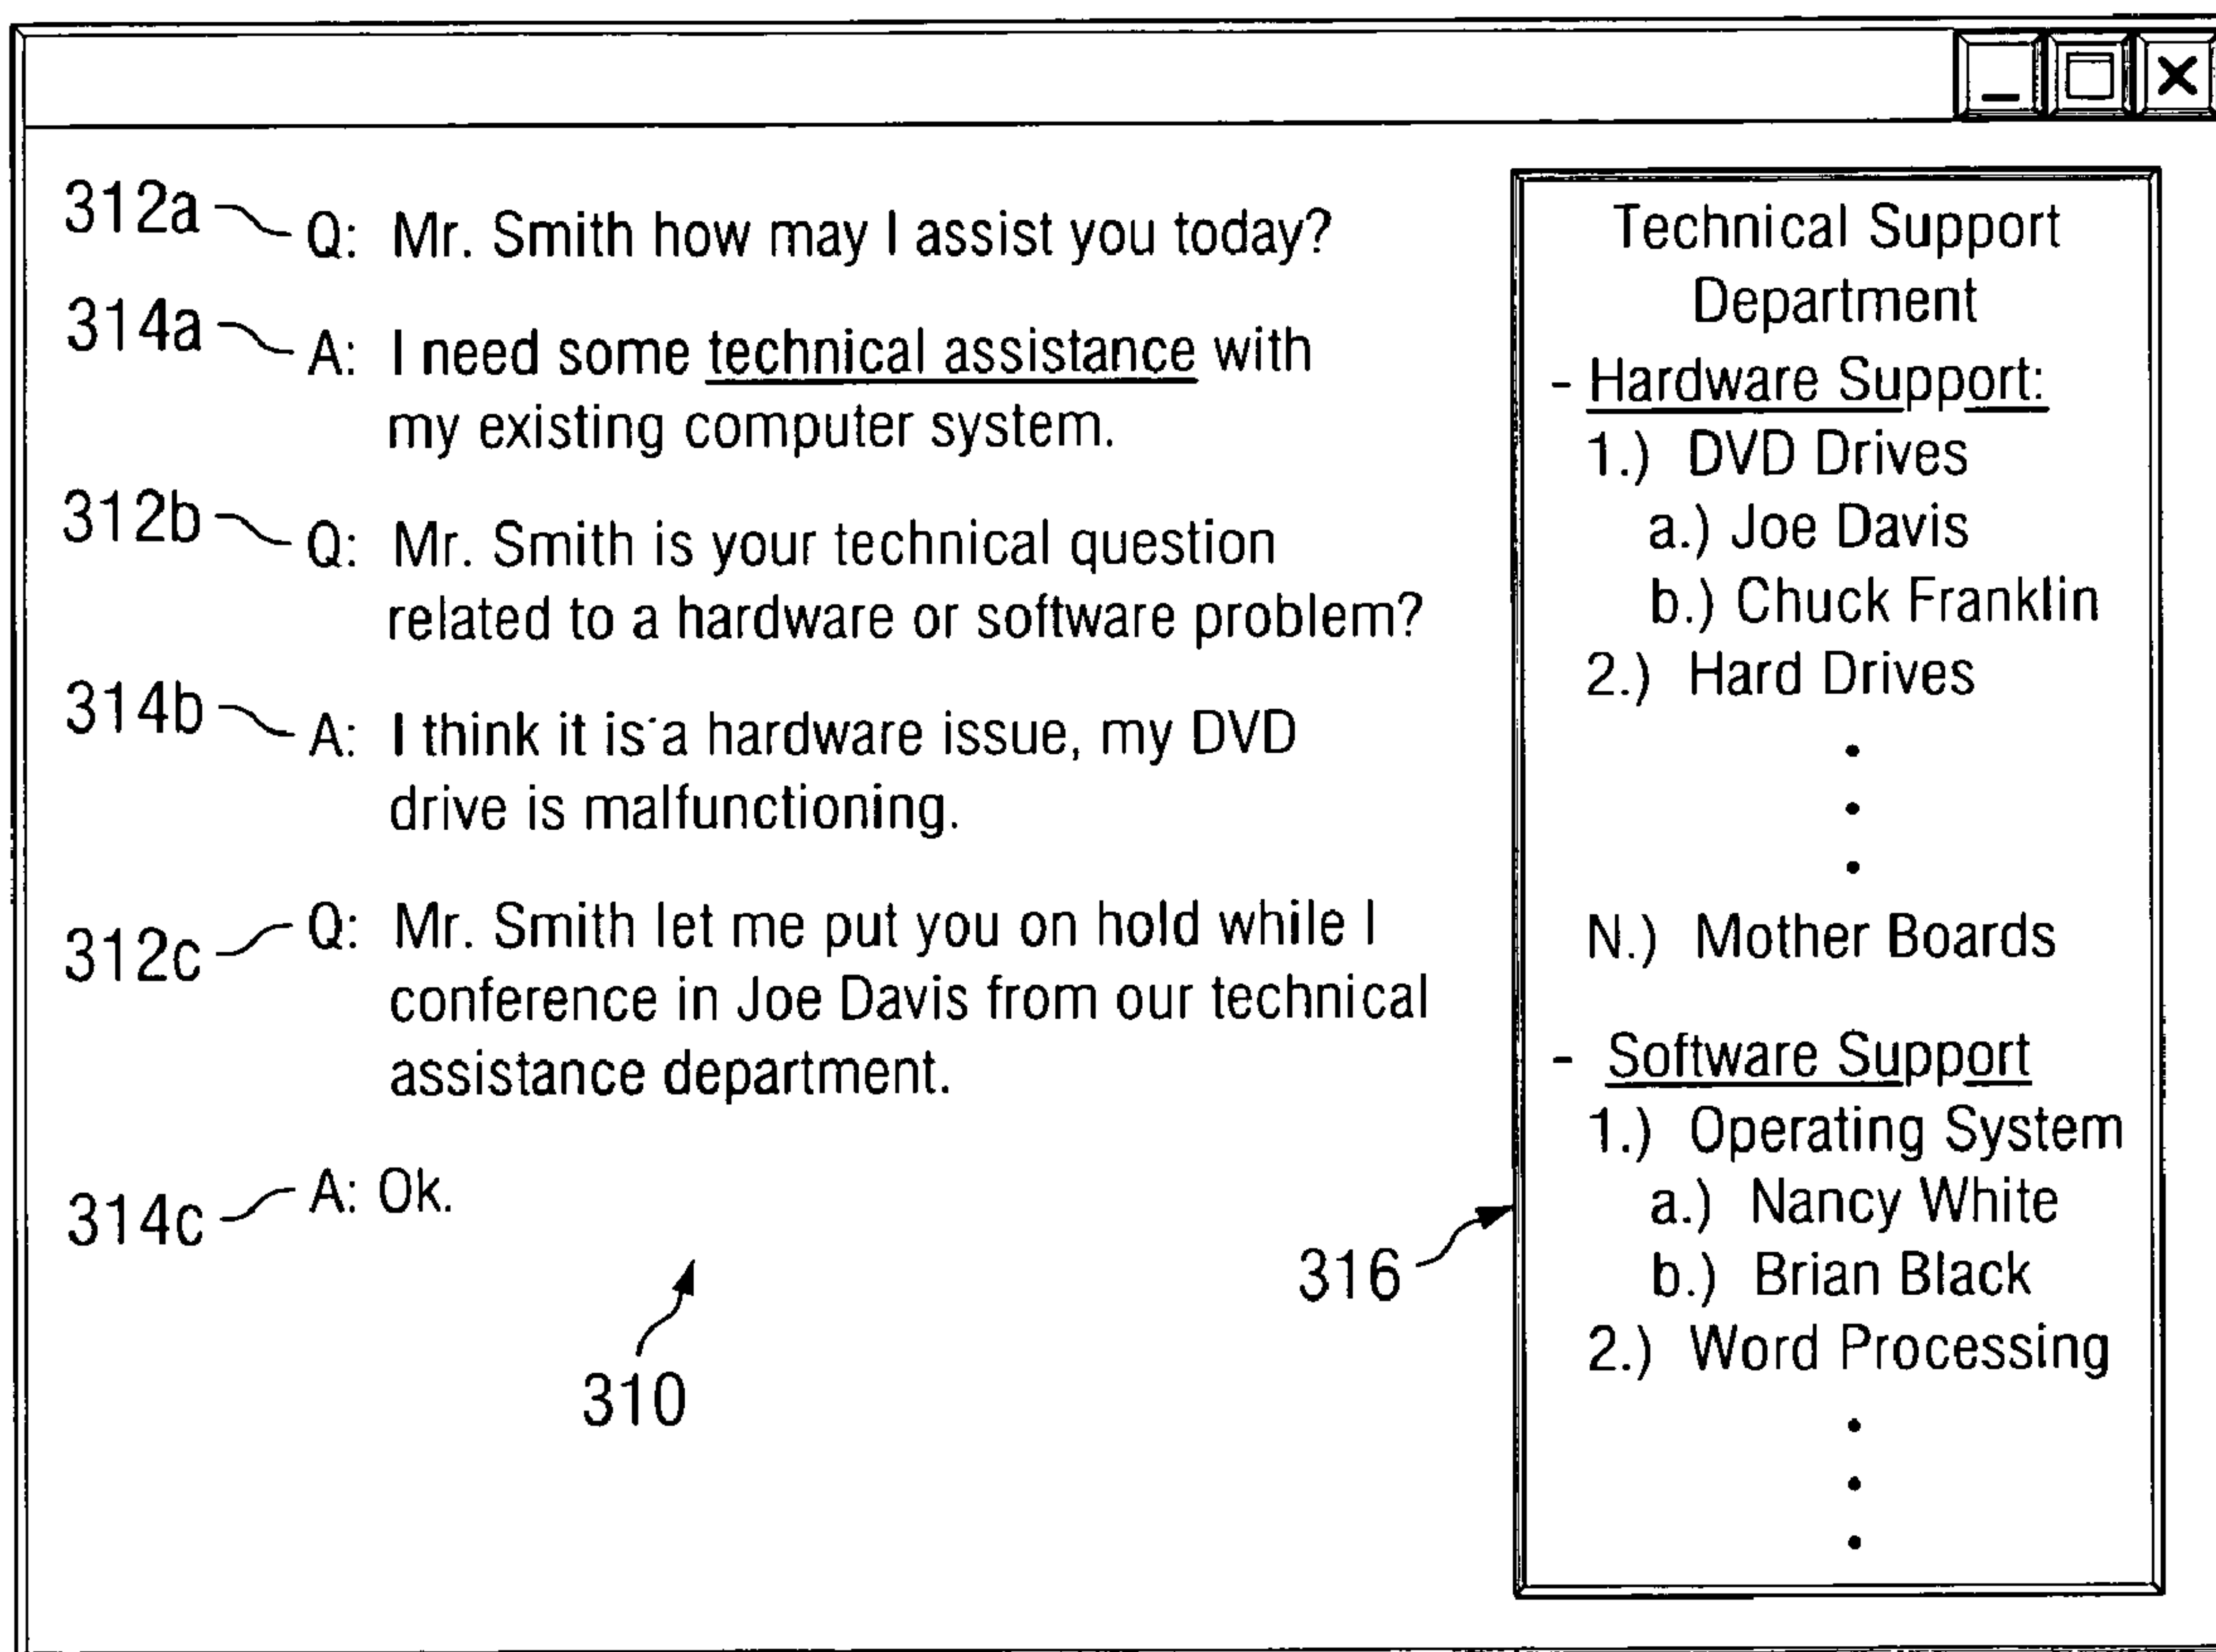 312a Q: Mr. Smith how may I assist you today?
314a A: I need some technical assistance with
my existing computer system.
312b Q: Mr. Smith is your technical question
related to a hardware or software problem?
314b A: I think it is a hardware issue, my DVD
drive is malfunctioning.
312c Q: Mr. Smith let me put you on hold while I
conference in Joe Davis from our technical
assistance department.
314c A: Ok.
310
316
Technical Support
Department
- Hardware Support:
1.) DVD Drives
a.) Joe Davis
b.) Chuck Franklin
2.) Hard Drives
N.) Mother Boards
- Software Support
1.) Operating System
a.) Nancy White
b.) Brian Black
2.) Word Processing